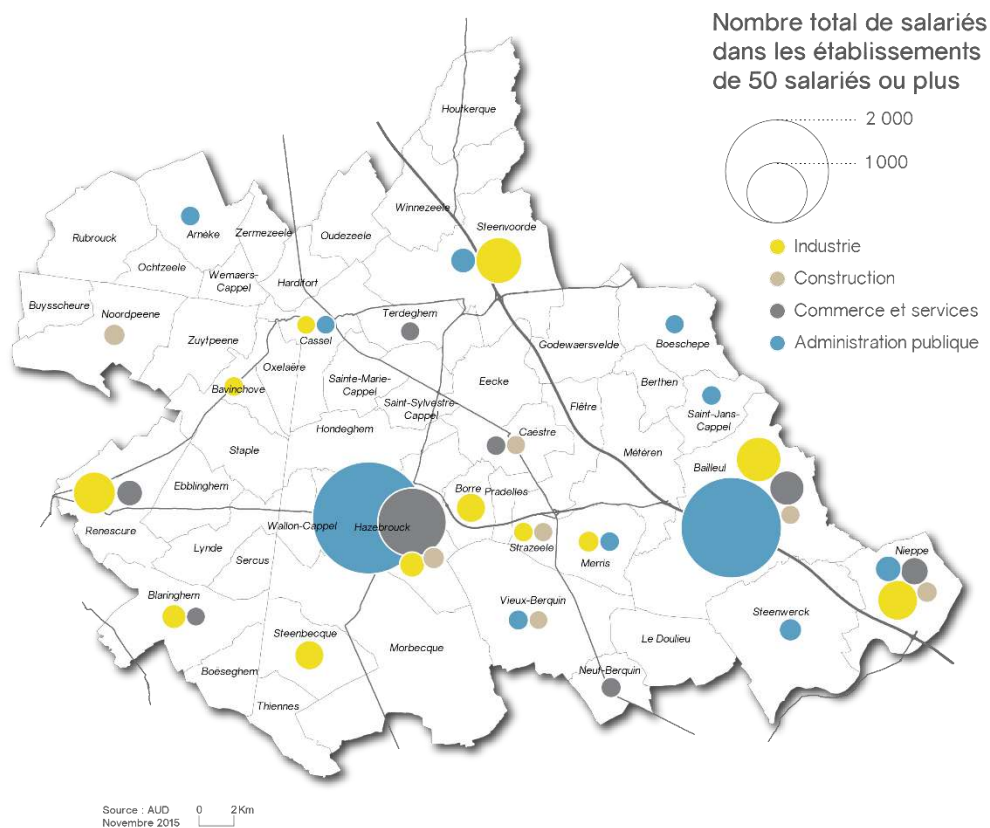 Nombre total de salariés
dans les établissements
de 50 salariés ou plus
2 000
1 000
Industrie
Construction
Commerce et services
Administration publique
Houtkerque
Winnezeele
Steenvoorde
Rubrouck
Arnèke
Zermezeele
Oudezeele
Ochtzeele
Wemaers-
Cappel
Hardifort
Buysscheure
Noordpeene
Zuytpeene
Cassel
Terdeghem
Godewaersvelde
Boeschepe
Oxelaëre
Bavinchove
Sainte-Marie-
Cappel
Eecke
Berthen
Saint-Sylvestre-
Cappel
Flêtre
Saint-Jans-
Cappel
Hondeghem
Caëstre
Staple
Météren
Bailleul
Ebblinghem
Borre
Pradelles
Renescure
Wallon-Cappel
Hazebrouck
Strazeele
Lynde
Sercus
Merris
Nieppe
Blaringhem
Vieux-Berquin
Steenwerck
Steenbecque
Morbecque
Le Doulieu
Boëseghem
Neuf-Berquin
Thiennes
Source : AUD
Novembre 2015
0 2 Km